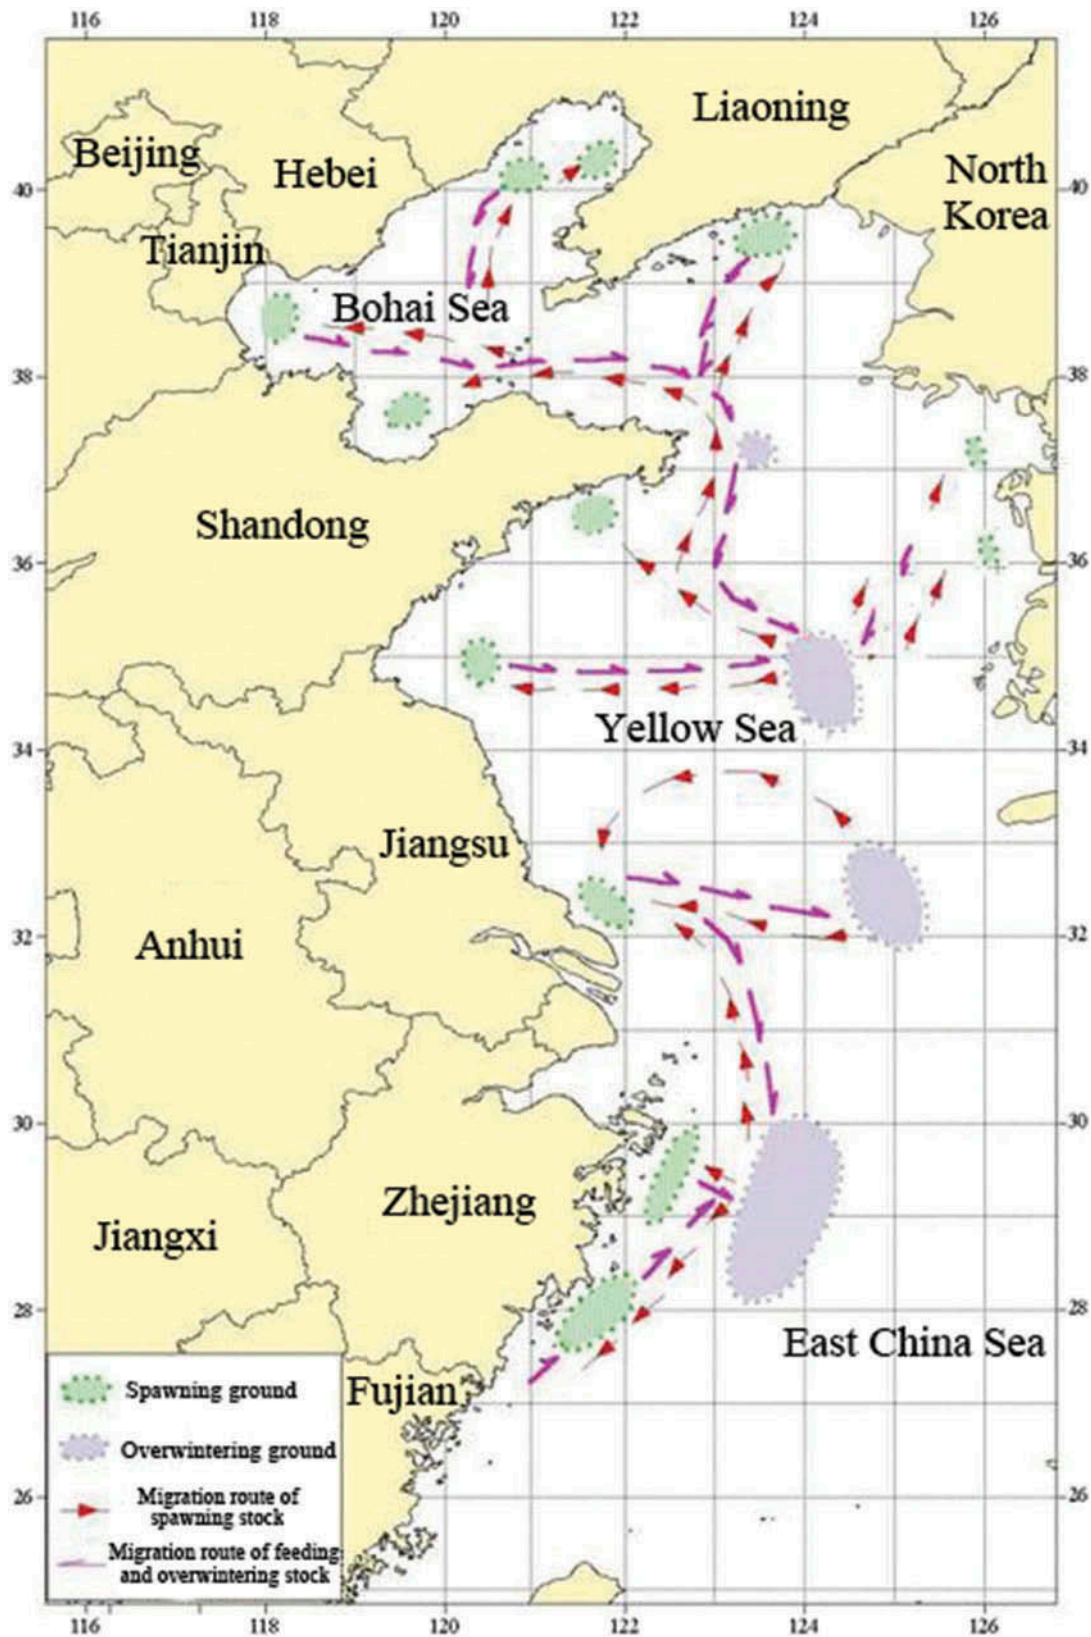 116 118 120 122 124 126
Liaoning
Beijing
Hebei
North
Korea
40 40
Tianjin
Bohai Sea
38 38
Shandong
36 36
Yellow Sea
34 34
Jiangsu
Anhui
32 32
30 30
Zhejiang
Jiangxi
28 28
East China Sea
Fujian
Spawning ground
Overwintering ground
Migration route of
spawning stock
Migration route of feeding
and overwintering stock
26 26
116 118 120 122 124 126